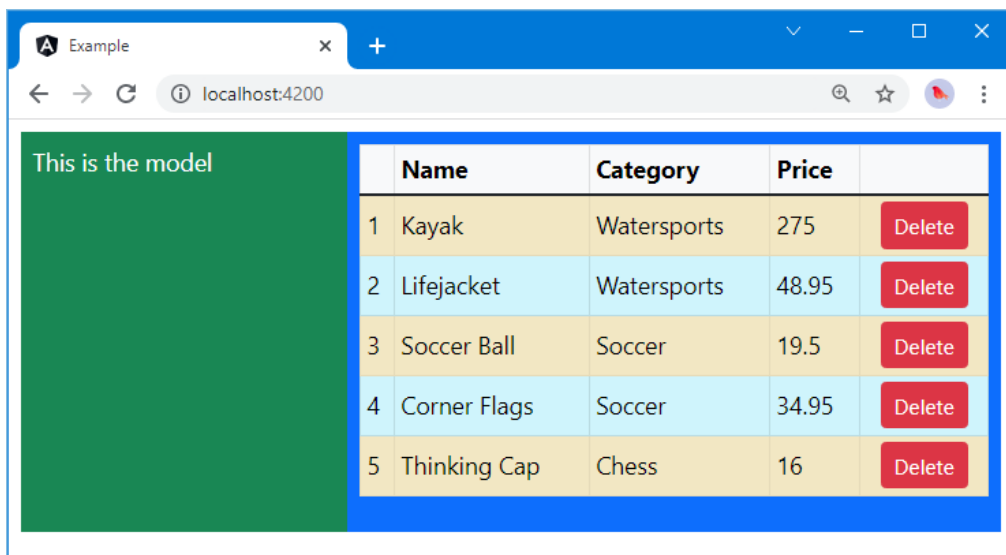 Example
localhost:4200
This is the model
Name Category Price
1 Kayak Watersports 275 Delete
2 Lifejacket Watersports 48.95 Delete
3 Soccer Ball Soccer 19.5 Delete
4 Corner Flags Soccer 34.95 Delete
5 Thinking Cap Chess 16 Delete